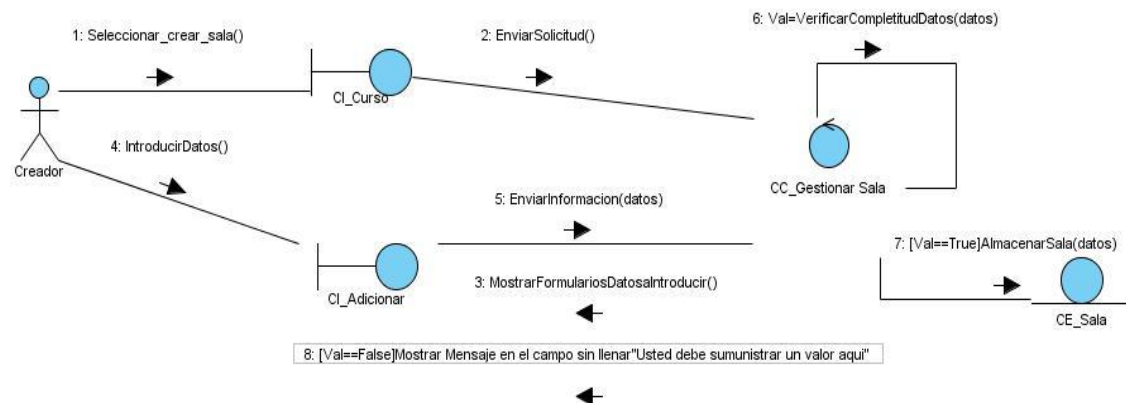 6: Val=VerificarCompletitudDatos(datos)
1: Seleccionar_crear_sala()
2: EnviarSolicitud()
CI_Curso
4: IntroducirDatos()
Creador
CC_Gestionar Sala
5: EnviarInformacion(datos)
7: [Val==True]AlmacenarSala(datos)
3: MostrarFormulariosDatosaIntroducir()
CI_Adicionar
CE_Sala
8: [Val==False]Mostrar Mensaje en el campo sin llenar"Usted debe sumunistrar un valor aqui"